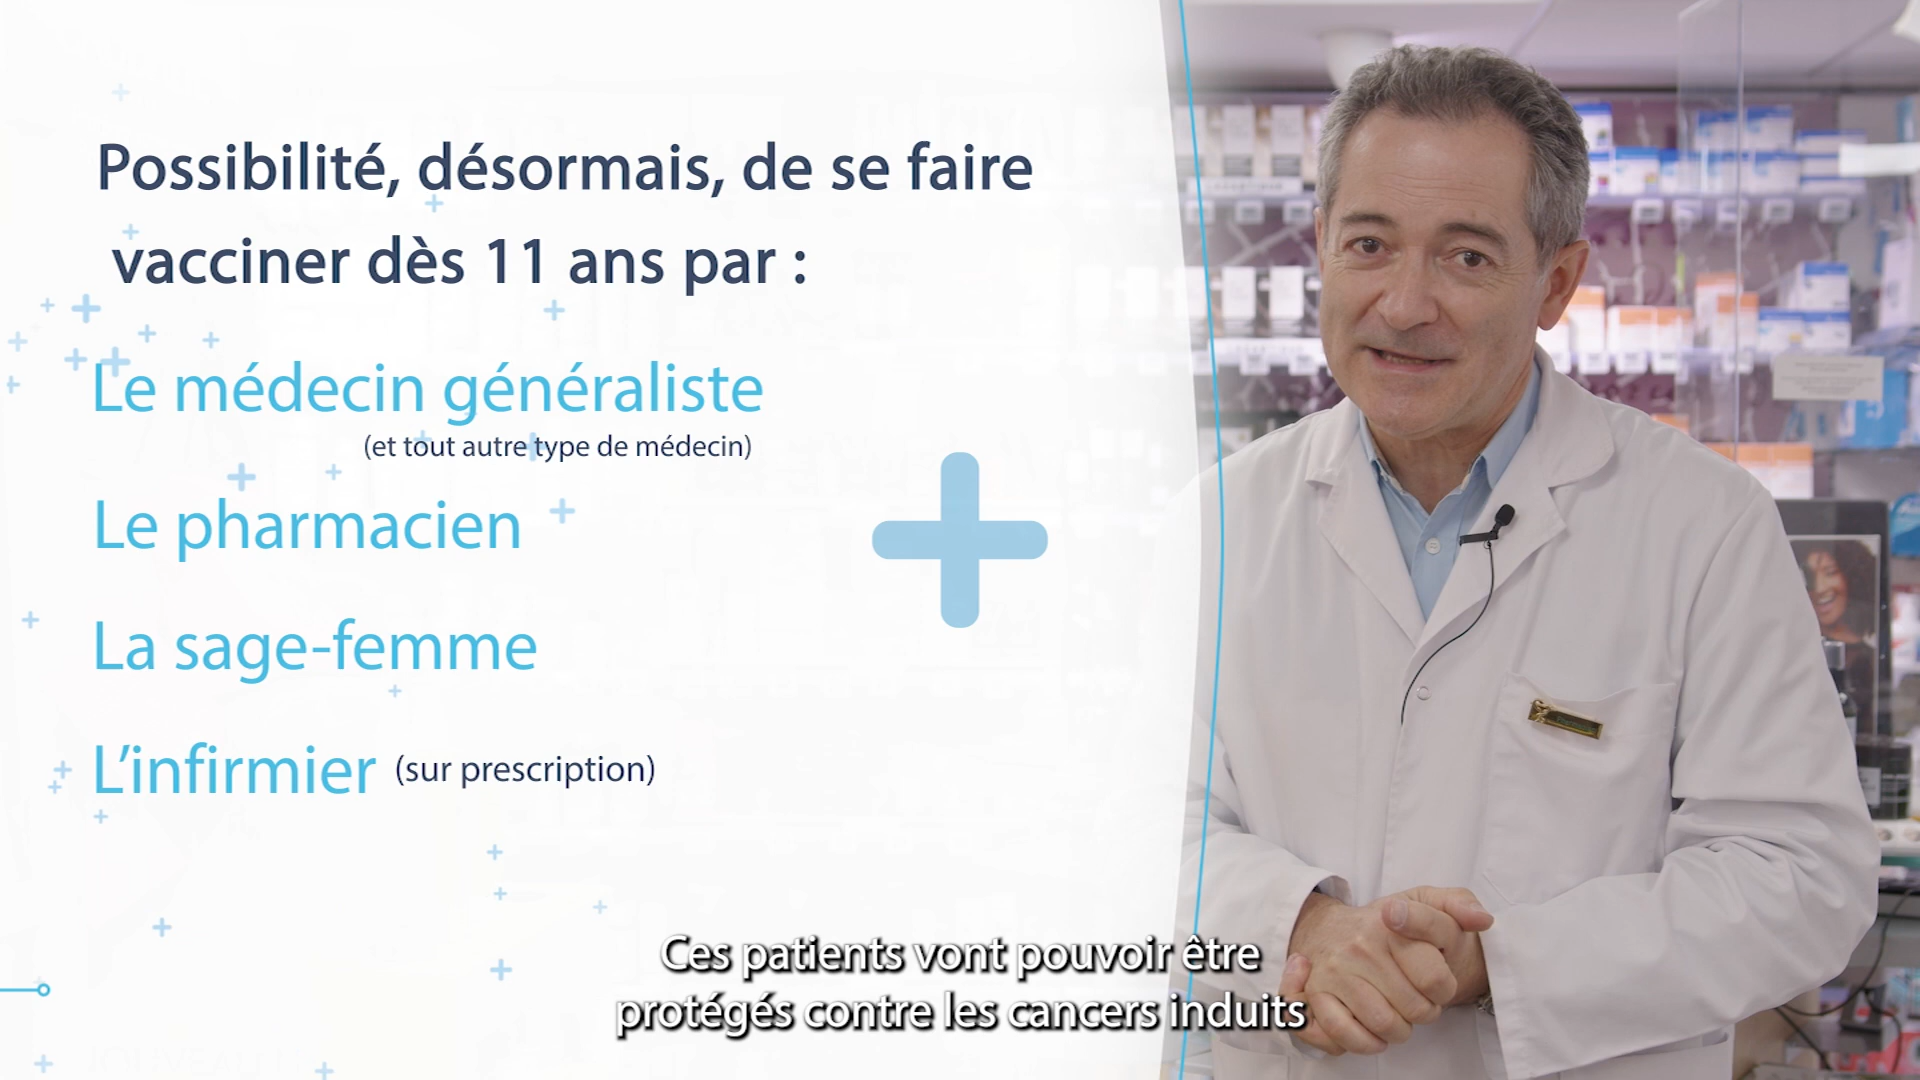 Possibilité, désormais, de se faire
vacciner dès 11 ans par :
Le médecin généraliste
(et tout autre type de médecin)
Le pharmacien
La sage-femme
L’infirmier (sur prescription)
Ces patients vont pouvoir être
protégés contre les cancers induits